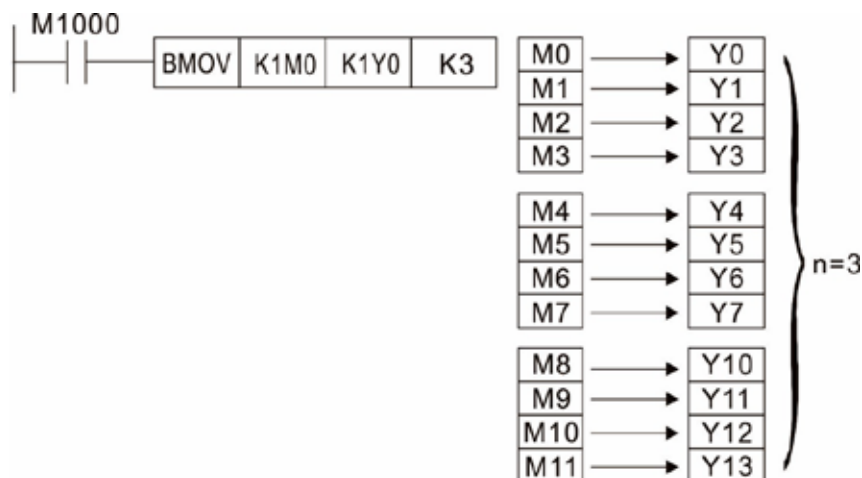 M1000
BMOV K1M0 K1Y0 K3
M0 Y0
M1 Y1
M2 Y2
M3 Y3
M4 Y4
M5 Y5
M6 Y6
M7 Y7
n=3
M8 Y10
M9 Y11
M10 Y12
M11 Y13